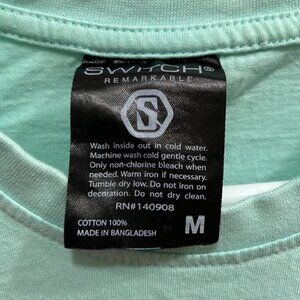 SWITCH®
REMARKABLE
S
Wash inside out in cold water.
Machine wash cold gentle cycle.
Only non-chlorine bleach when
needed. Warm iron if necessary.
Tumble dry low. Do not iron on
decoration. Do not dry clean.
RN#140908
COTTON 100%
MADE IN BANGLADESH
M